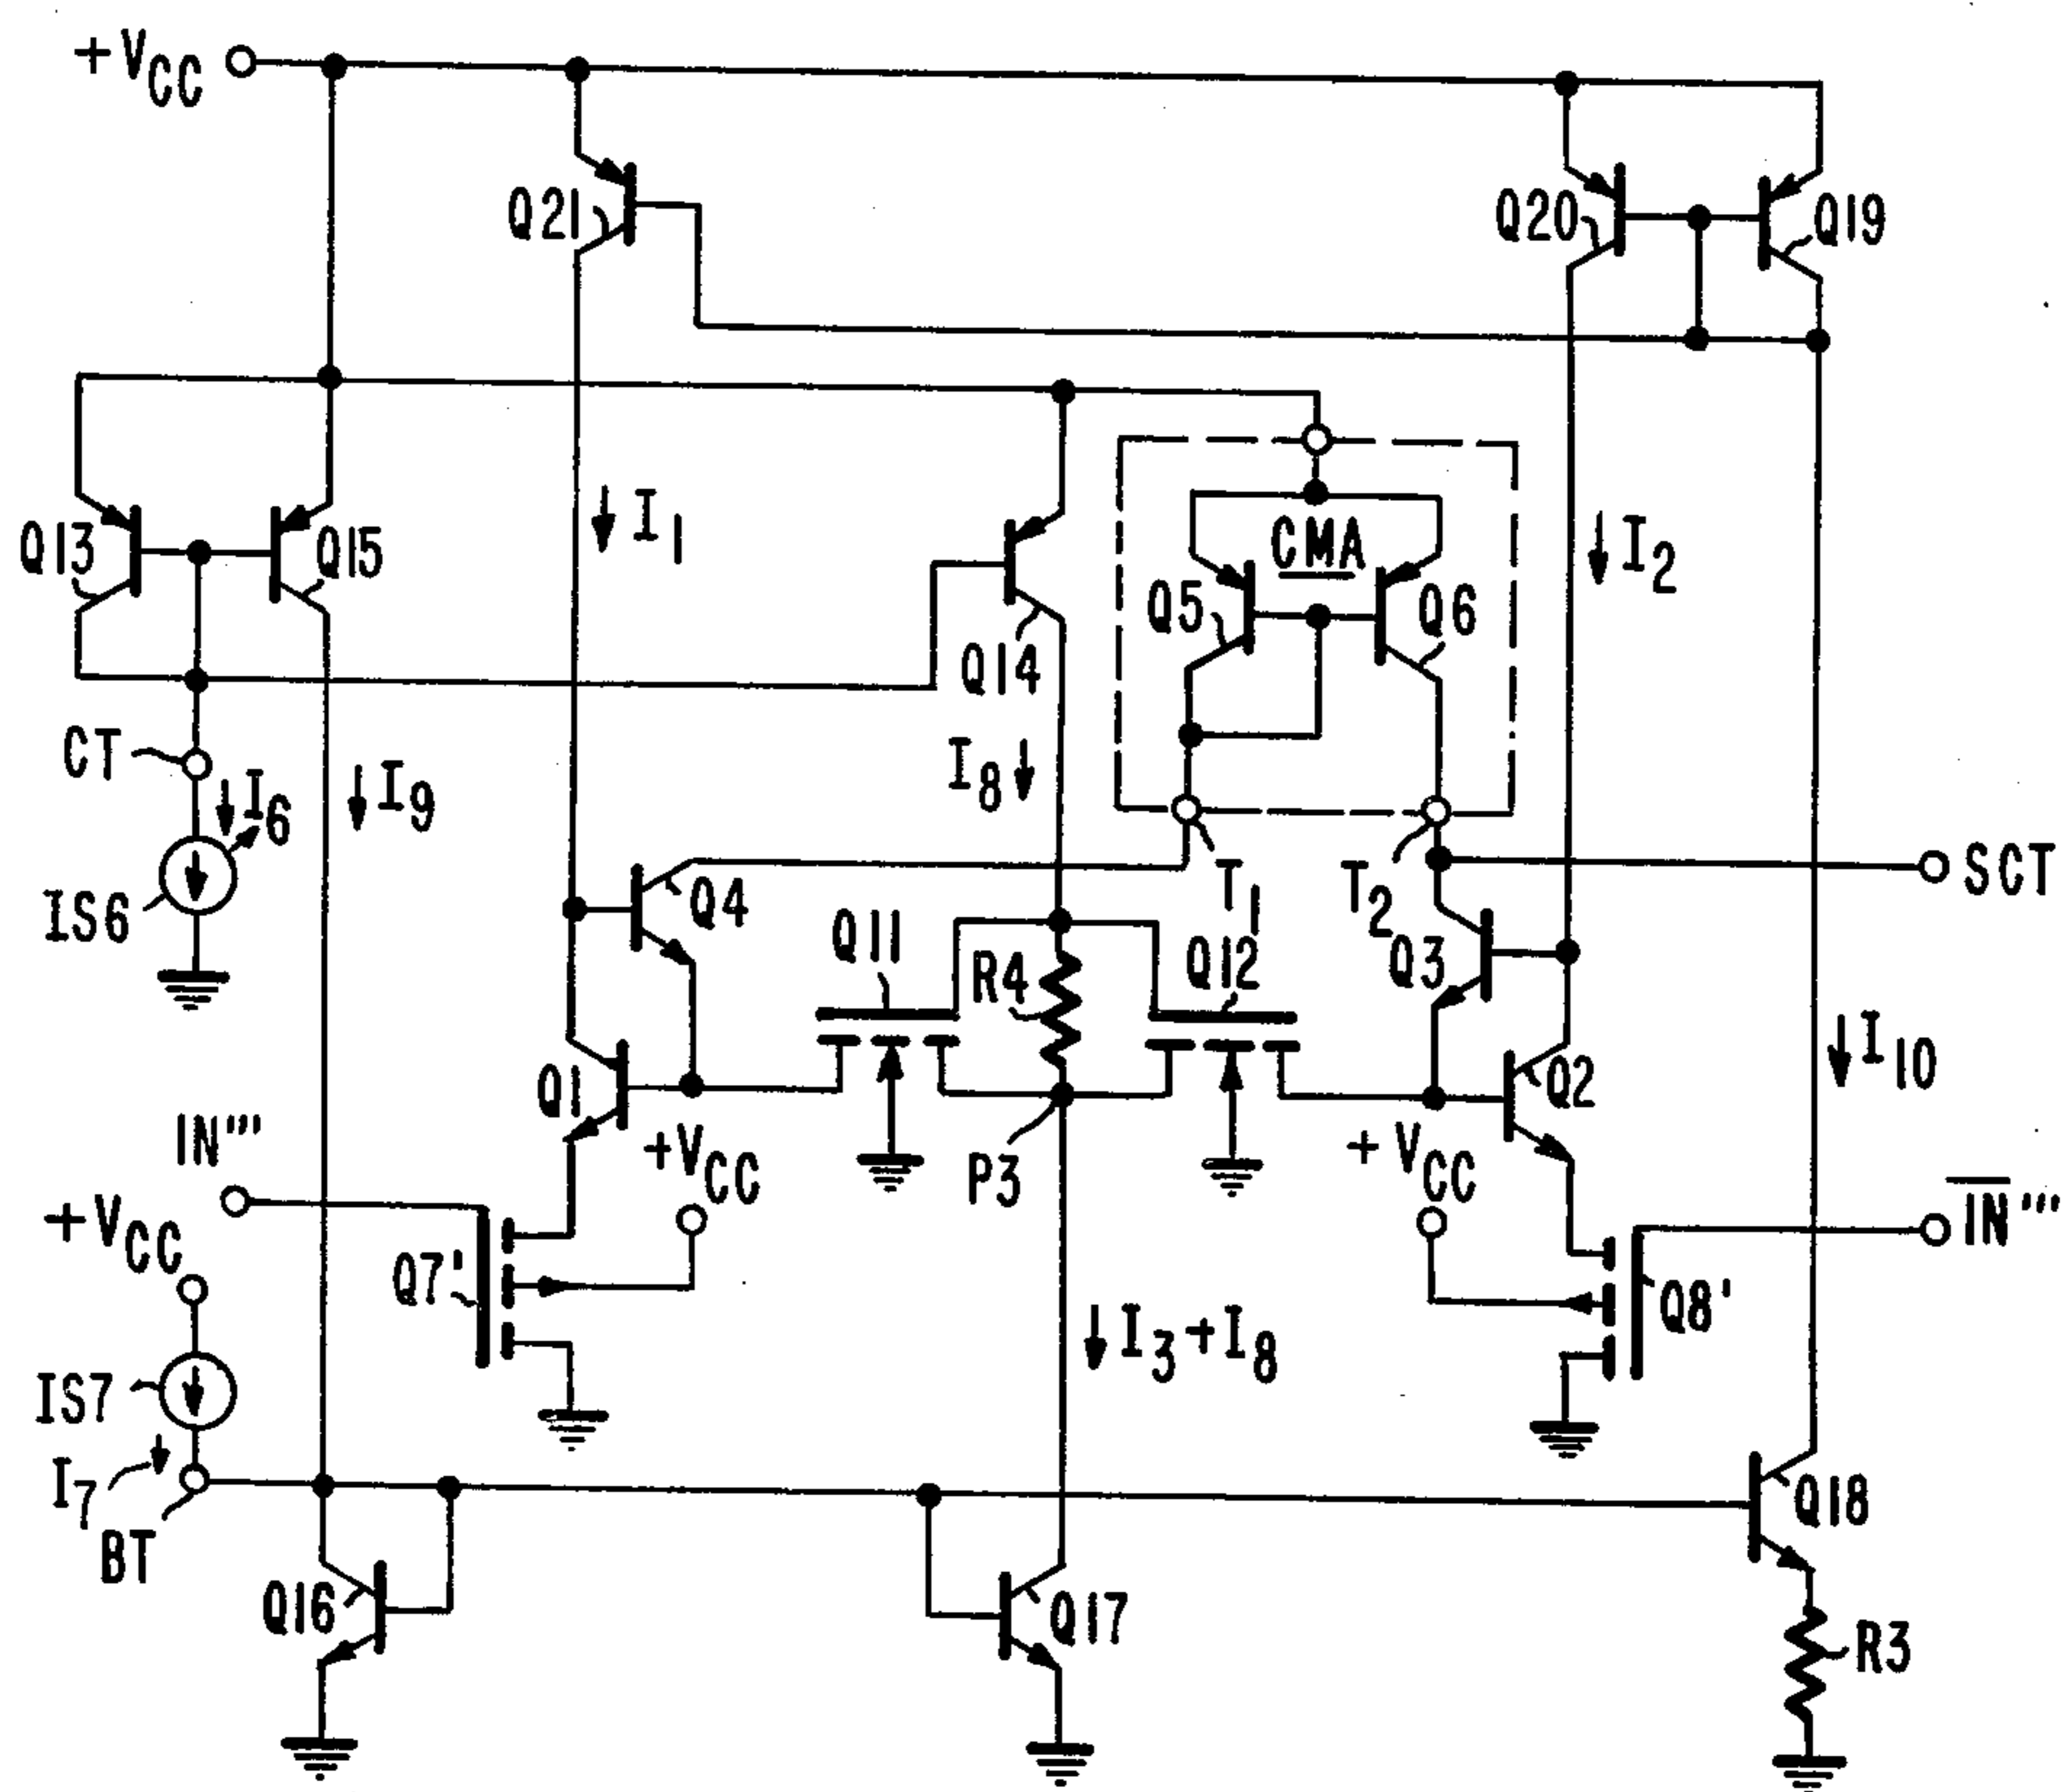 +VCC
Q21
Q20
Q19
I1
I2
CMA
Q13
Q15
Q5
Q6
Q14
CT
I6
I9
I8
IS6
Q4
T1
T2
SCT
Q11
R4
Q12
Q3
I10
Q1
Q2
IN'''
+VCC
P3
+VCC
IN'''
+VCC
Q7'
Q8'
I3+I8
IS7
I7
BT
Q18
Q16
Q17
R3